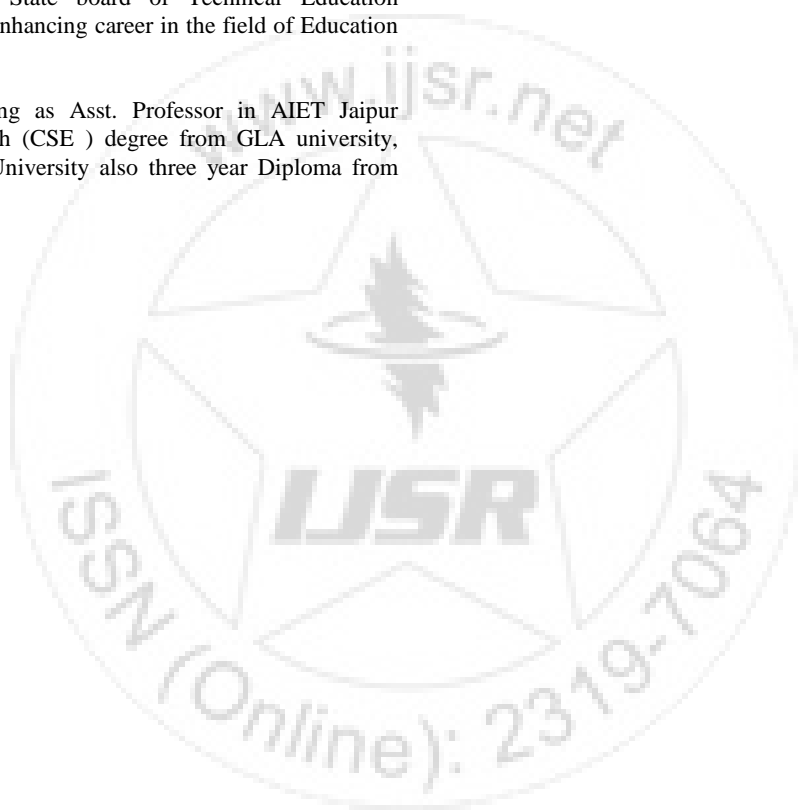 State board of Technical Education
nhancing career in the field of Education
ng as Asst. Professor in AIET Jaipur
h (CSE ) degree from GLA university,
University also three year Diploma from
www.ijsr.net
IJSR
ISSN (Online): 2319-7064